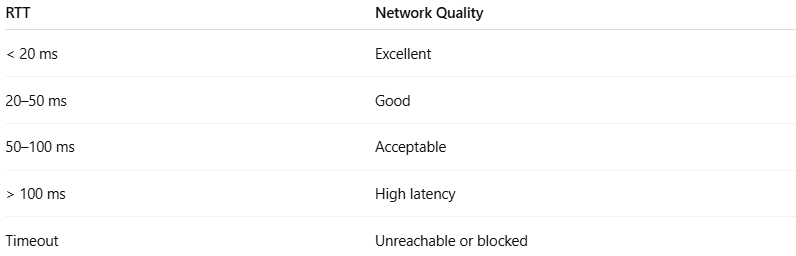 RTT Network Quality
< 20 ms Excellent
20–50 ms Good
50–100 ms Acceptable
> 100 ms High latency
Timeout Unreachable or blocked